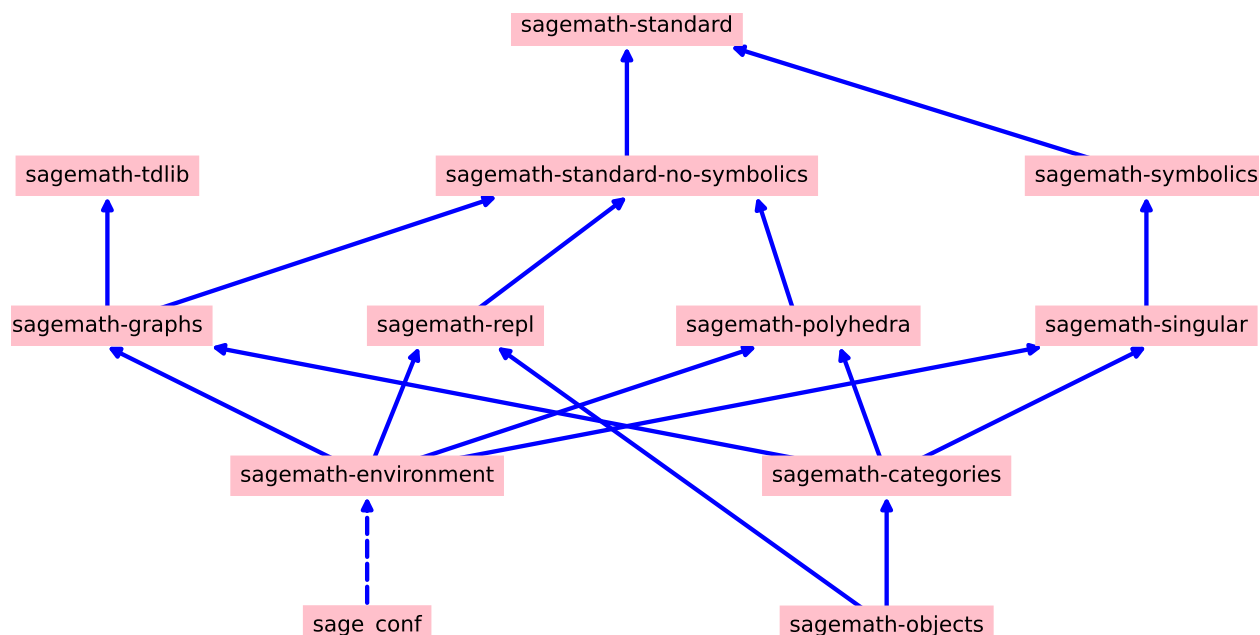 sagemath-standard
sagemath-tdlib
sagemath-standard-no-symbolics
sagemath-symbolics
sagemath-graphs
sagemath-repl
sagemath-polyhedra
sagemath-singular
sagemath-environment
sagemath-categories
sage_conf
sagemath-objects